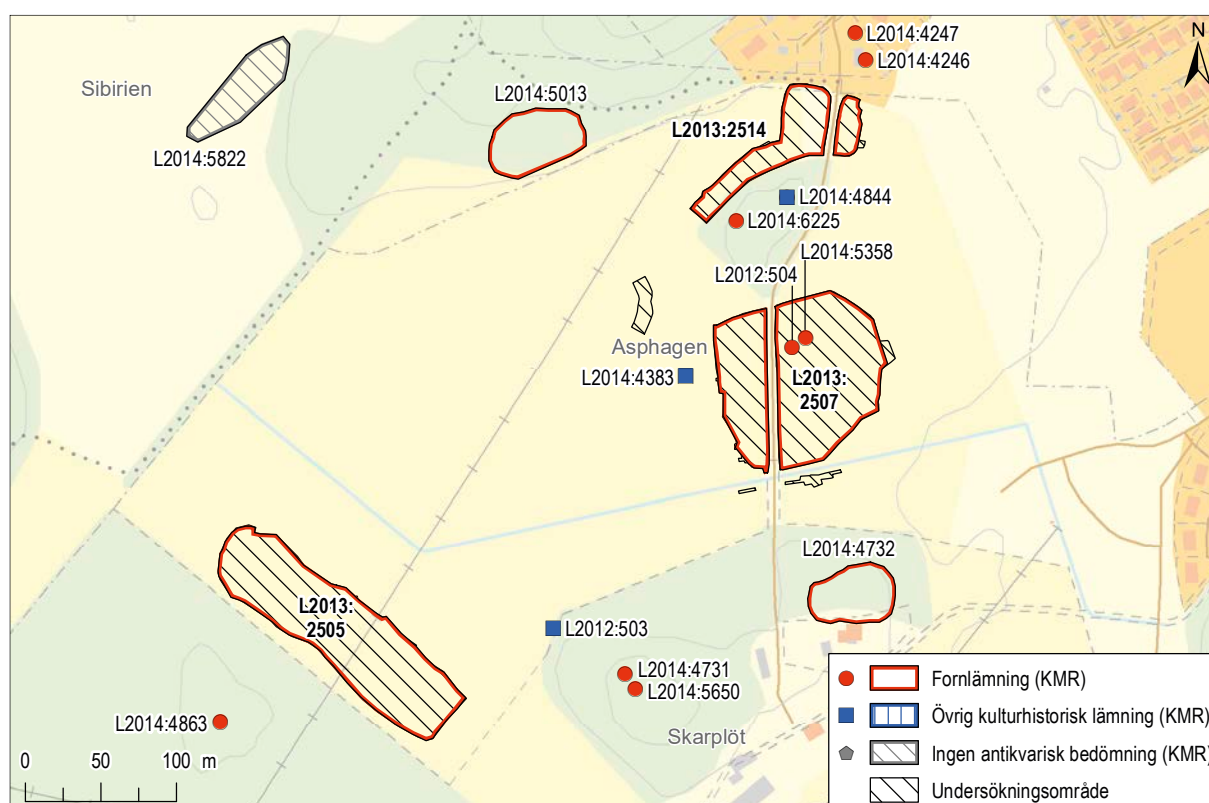 L2014:4247
N
L2014:4246
Sibirien
L2014:5013
L2013:2514
L2014:5822
L2014:4844
L2014:6225
L2014:5358
L2012:504
Asphagen
L2014:4383
L2013:
2507
L2014:4732
L2013:
2505
L2012:503
L2014:4731
L2014:5650
L2014:4863
Skarplöt
0 50 100 m
Fornlämning (KMR)
Övrig kulturhistorisk lämning (KMR)
Ingen antikvarisk bedömning (KMR)
Undersökningsområde